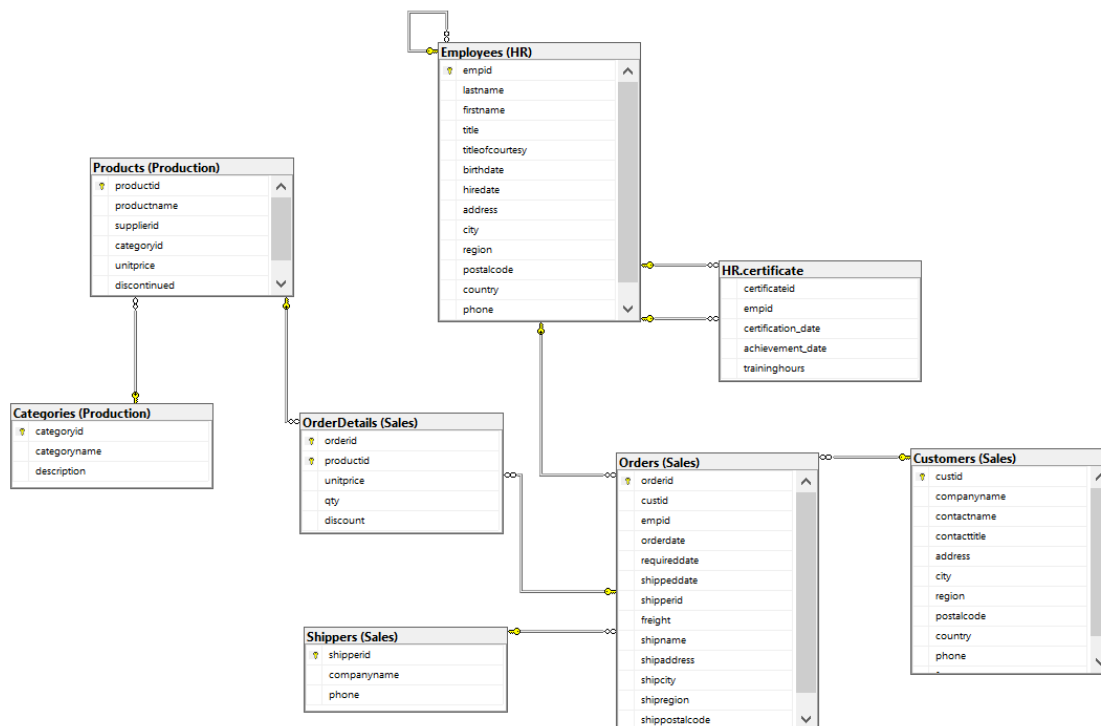 Employees (HR)
empid
lastname
firstname
title
titleofcourtesy
birthdate
hiredate
address
city
region
postalcode
country
phone
Products (Production)
productid
productname
supplierid
categoryid
unitprice
discontinued
HR.certificate
certificateid
empid
certification_date
achievement_date
traininghours
Categories (Production)
categoryid
categoryname
description
OrderDetails (Sales)
orderid
productid
unitprice
qty
discount
Orders (Sales)
orderid
custid
empid
orderdate
requireddate
shippeddate
shipperid
freight
shipname
shipaddress
shipcity
shipregion
shippostalcode
Customers (Sales)
custid
companyname
contactname
contacttitle
address
city
region
postalcode
country
phone
Shippers (Sales)
shipperid
companyname
phone